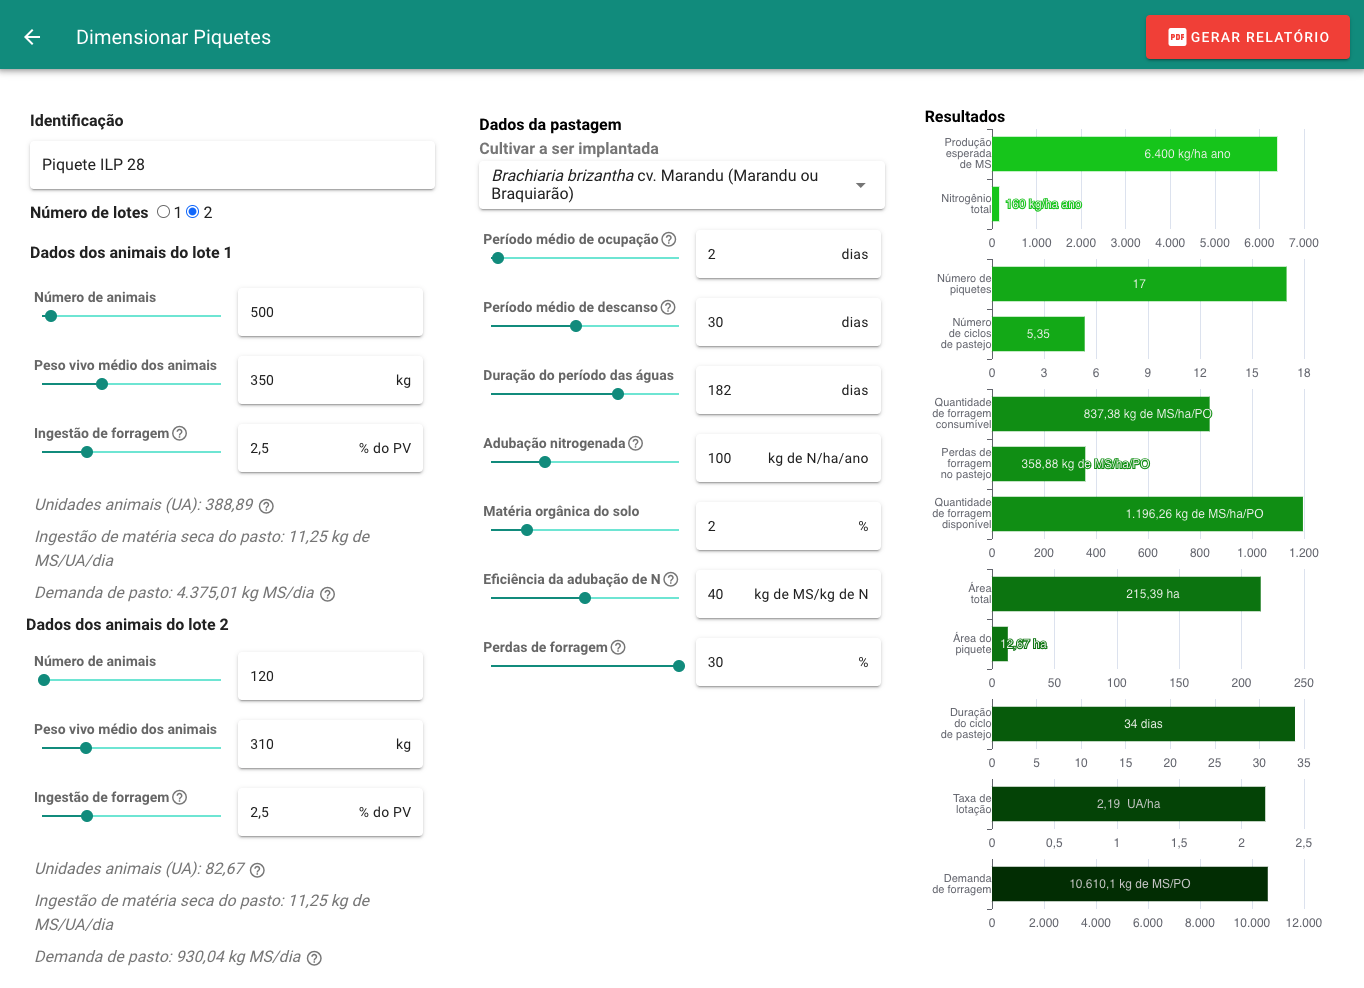 Dimensionar Piquetes
PDF GERAR RELATÓRIO
Identificação
Piquete ILP 28
Número de lotes 1 2
Dados dos animais do lote 1
Número de animais
500
Peso vivo médio dos animais
350 kg
Ingestão de forragem ?
2,5 % do PV
Unidades animais (UA): 388,89 ?
Ingestão de matéria seca do pasto: 11,25 kg de
MS/UA/dia
Demanda de pasto: 4.375,01 kg MS/dia ?
Dados dos animais do lote 2
Número de animais
120
Peso vivo médio dos animais
310 kg
Ingestão de forragem ?
2,5 % do PV
Unidades animais (UA): 82,67 ?
Ingestão de matéria seca do pasto: 11,25 kg de
MS/UA/dia
Demanda de pasto: 930,04 kg MS/dia ?
Dados da pastagem
Cultivar a ser implantada
Brachiaria brizantha cv. Marandu (Marandu ou
Braquiarão)
Período médio de ocupação ?
2 dias
Período médio de descanso ?
30 dias
Duração do período das águas
182 dias
Adubação nitrogenada ?
100 kg de N/ha/ano
Matéria orgânica do solo
2 %
Eficiência da adubação de N ?
40 kg de MS/kg de N
Perdas de forragem ?
30 %
Resultados
Produção
esperada
de MS
6.400 kg/ha ano
Nitrogênio
total
160 kg/ha ano
0 1.000 2.000 3.000 4.000 5.000 6.000 7.000
Número de
piquetes
17
Número
de ciclos
de pastejo
5,35
0 3 6 9 12 15 18
Quantidade
de forragem
consumível
837,38 kg de MS/ha/PO
Perdas de
forragem
no pastejo
358,88 kg de MS/ha/PO
Quantidade
de forragem
disponível
1.196,26 kg de MS/ha/PO
0 200 400 600 800 1.000 1.200
Área
total
215,39 ha
Área do
piquete
12,67 ha
0 50 100 150 200 250
Duração
do ciclo
de pastejo
34 dias
0 5 10 15 20 25 30 35
Taxa de
lotação
2,19 UA/ha
0 0,5 1 1,5 2 2,5
Demanda
de forragem
10.610,1 kg de MS/PO
0 2.000 4.000 6.000 8.000 10.000 12.000